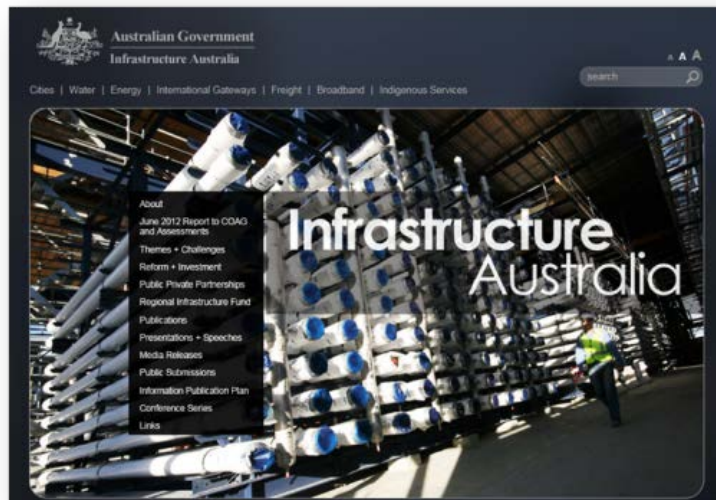 Australian Government
Infrastructure Australia
A A A
search
Cities | Water | Energy | International Gateways | Freight | Broadband | Indigenous Services
About
June 2012 Report to COAG
and Assessments
Themes + Challenges
Reform + Investment
Public Private Partnerships
Regional Infrastructure Fund
Publications
Presentations + Speeches
Media Releases
Public Submissions
Information Publication Plan
Conference Series
Links
Infrastructure
Australia